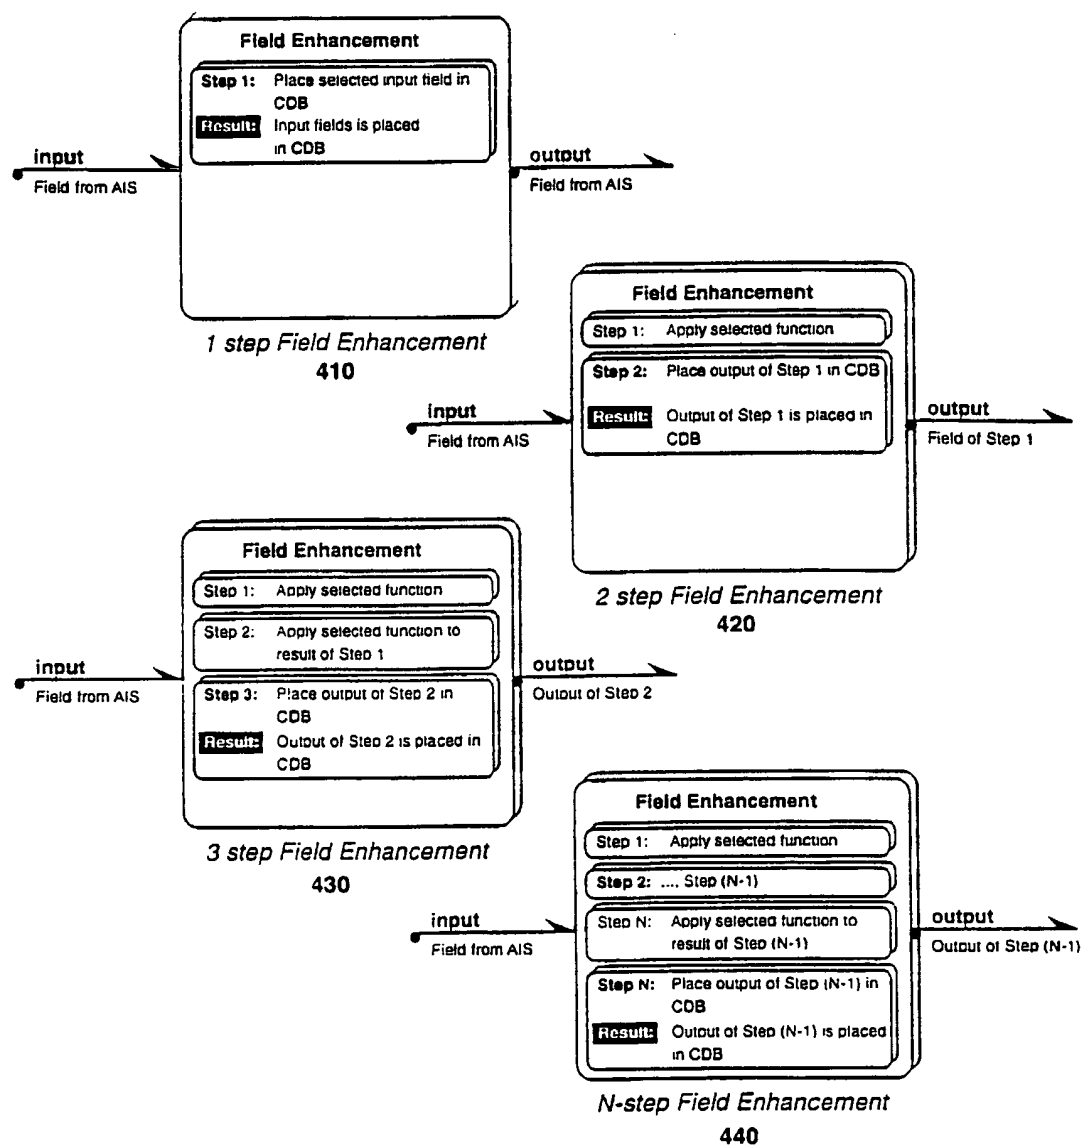 Field Enhancement
Step 1: Place selected input field in
CDB
Result: Input fields is placed
in CDB
input
Field from AIS
output
Field from AIS
1 step Field Enhancement
410
Field Enhancement
Step 1: Apply selected function
Step 2: Place output of Step 1 in CDB
Result: Output of Step 1 is placed in
CDB
input
Field from AIS
output
Field of Step 1
2 step Field Enhancement
420
Field Enhancement
Step 1: Apply selected function
Step 2: Apply selected function to
result of Step 1
Step 3: Place output of Step 2 in
CDB
Result: Output of Step 2 is placed in
CDB
input
Field from AIS
output
Output of Step 2
3 step Field Enhancement
430
Field Enhancement
Step 1: Apply selected function
Step 2: .... Step (N-1)
Step N: Apply selected function to
result of Step (N-1)
Step N: Place output of Step (N-1) in
CDB
Result: Output of Step (N-1) is placed
in CDB
input
Field from AIS
output
Output of Step (N-1)
N-step Field Enhancement
440